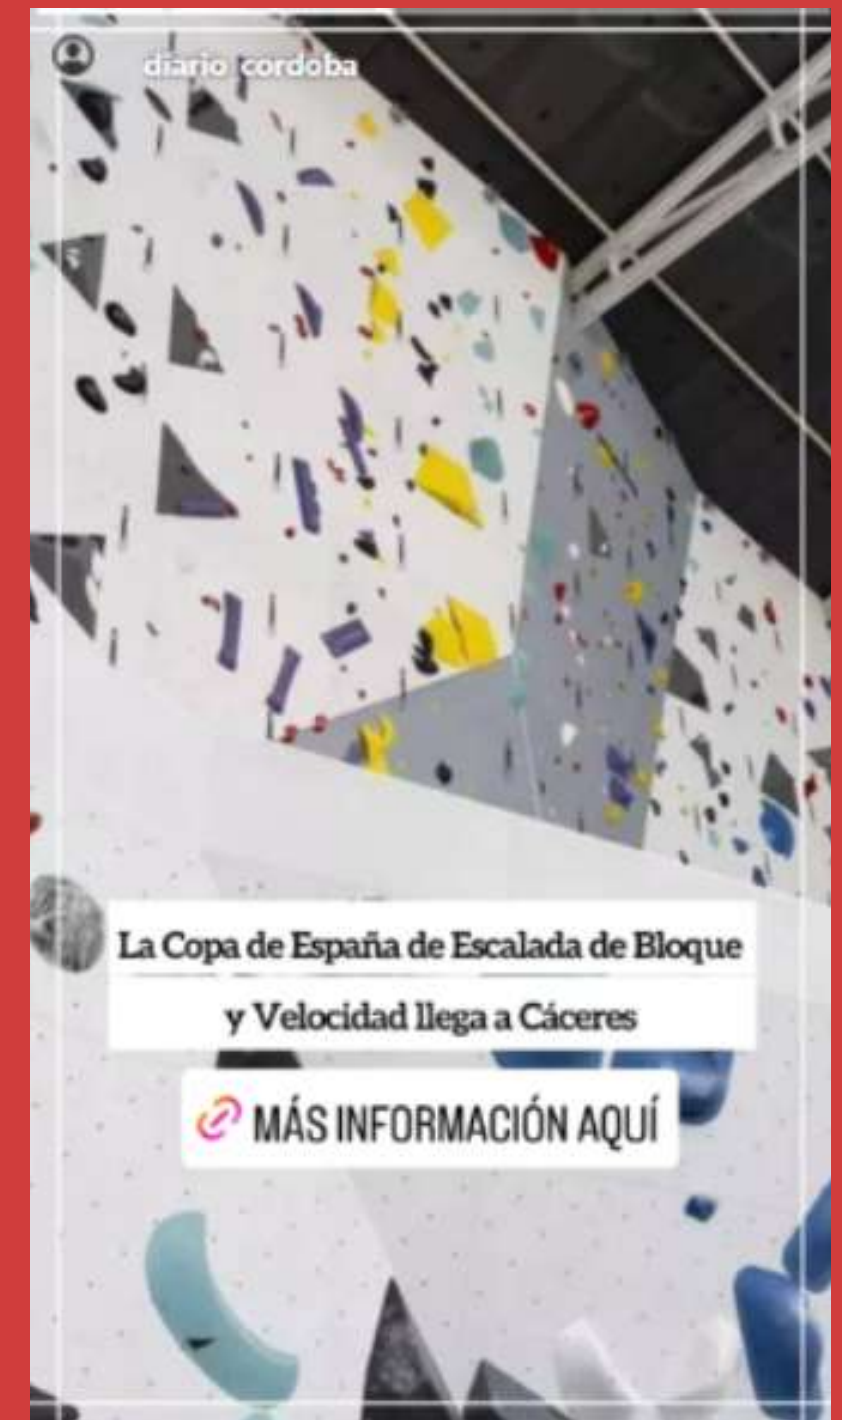 diario_cordoba
La Copa de España de Escalada de Bloque
y Velocidad llega a Cáceres
MÁS INFORMACIÓN AQUÍ